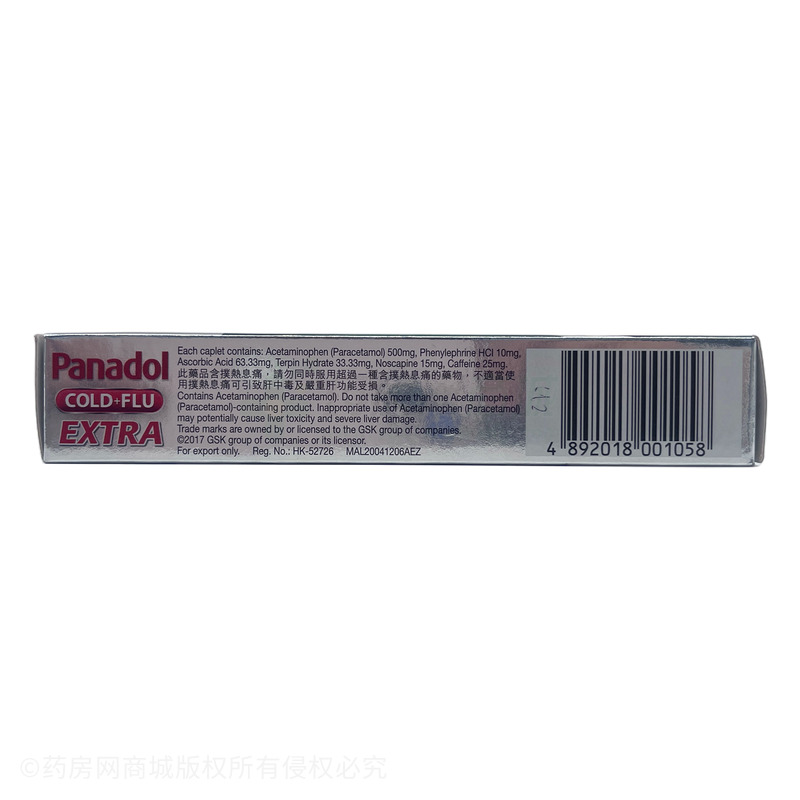 Panadol
COLD+FLU
EXTRA
Each caplet contains: Acetaminophen (Paracetamol) 500mg, Phenylephrine HCl 10mg,
Ascorbic Acid 63.33mg, Terpin Hydrate 33.33mg, Noscapine 15mg, Caffeine 25mg.
此藥品含撲熱息痛，請勿同時服用超過一種含撲熱息痛的藥物，不適當使
用撲熱息痛可引致肝中毒及嚴重肝功能受損。
Contains Acetaminophen (Paracetamol). Do not take more than one Acetaminophen
(Paracetamol)-containing product. Inappropriate use of Acetaminophen (Paracetamol)
may potentially cause liver toxicity and severe liver damage.
Trade marks are owned by or licensed to the GSK group of companies.
©2017 GSK group of companies or its licensor.
For export only. Reg. No.: HK-52726 MAL20041206AEZ
4 892018 001058
©药房网商城版权所有侵权必究